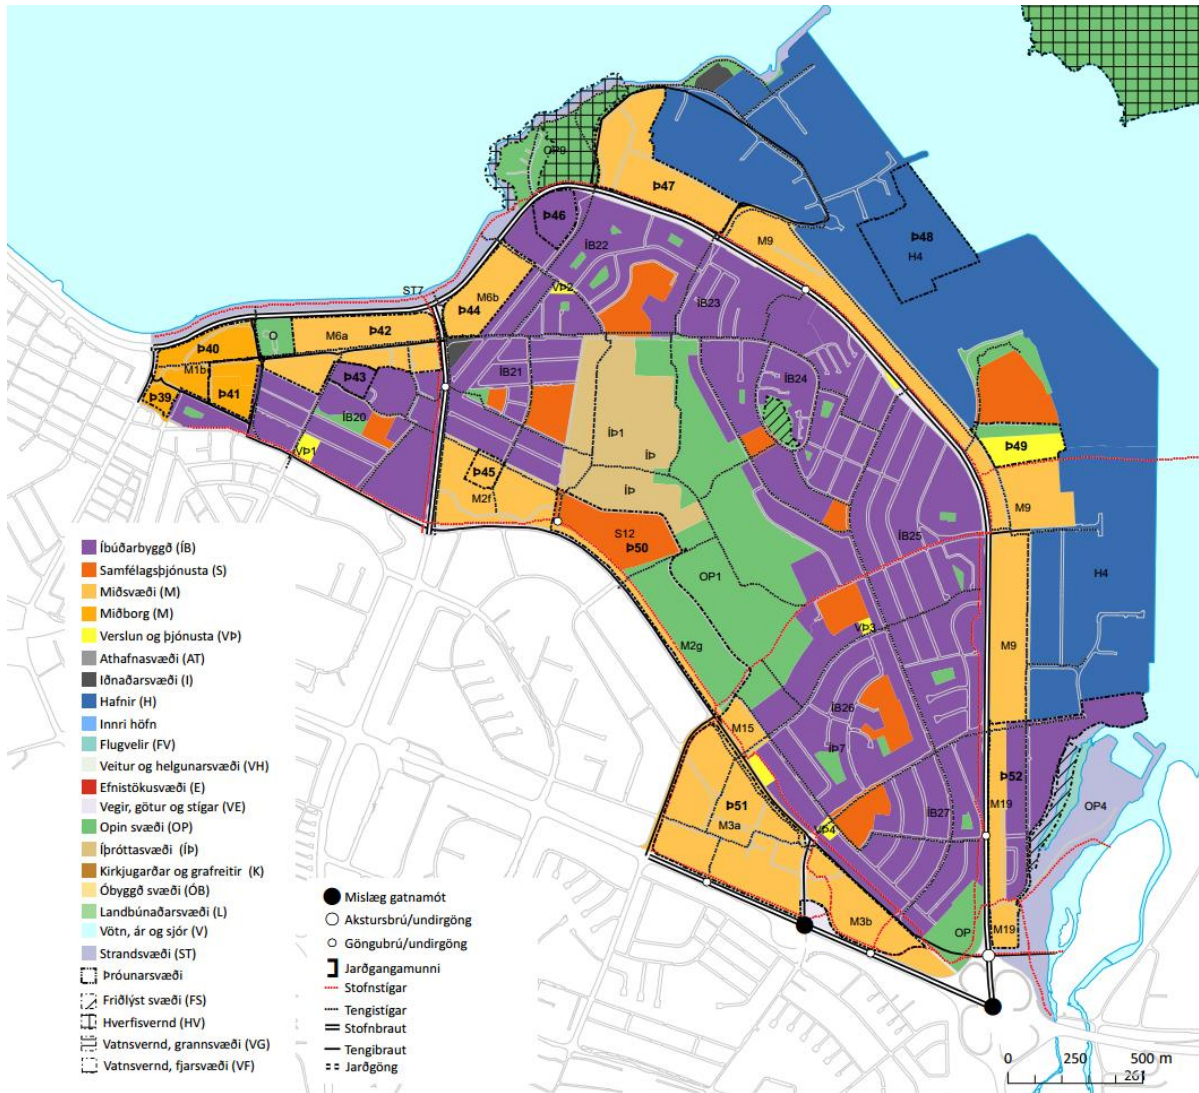 OP9
Þ47
Þ46
ÍB22
M9
Þ48
H4
ST7
M6b
VÞ2
ÍB23
Þ44
O
M6a
Þ42
Þ40
M1b
Þ41
Þ39
Þ43
ÍB20
VÞ1
ÍB21
ÍB24
ÍÞ1
ÍÞ
ÍÞ
Þ45
M2f
Þ49
M9
S12
Þ50
ÍB25
OP1
H4
VÞ3
M2g
M9
ÍB26
M15
ÍÞ7
Þ51
M3a
Þ52
M19
OP4
VÞ4
ÍB27
M3b
OP
M19
Íbúðarbyggð (ÍB)
Samfélagsþjónusta (S)
Miðsvæði (M)
Miðborg (M)
Verslun og þjónusta (VÞ)
Athafnasvæði (AT)
Iðnaðarsvæði (I)
Hafnir (H)
Innri höfn
Flugvelir (FV)
Veitur og helgunarsvæði (VH)
Efnistökusvæði (E)
Vegir, götur og stígar (VE)
Opin svæði (OP)
Íþróttasvæði (ÍÞ)
Kirkjugarðar og grafreitir (K)
Óbyggð svæði (ÓB)
Landbúnaðarsvæði (L)
Vötn, ár og sjór (V)
Strandsvæði (ST)
Þróunarsvæði
Friðlýst svæði (FS)
Hverfisvernd (HV)
Vatnsvernd, grannsvæði (VG)
Vatnsvernd, fjarsvæði (VF)
Mislæg gatnamót
Akstursbrú/undirgöng
Göngubrú/undirgöng
Jarðgangamunni
Stofnstígar
Tengistígar
Stofnbraut
Tengibraut
Jarðgöng
0 250 500 m
261